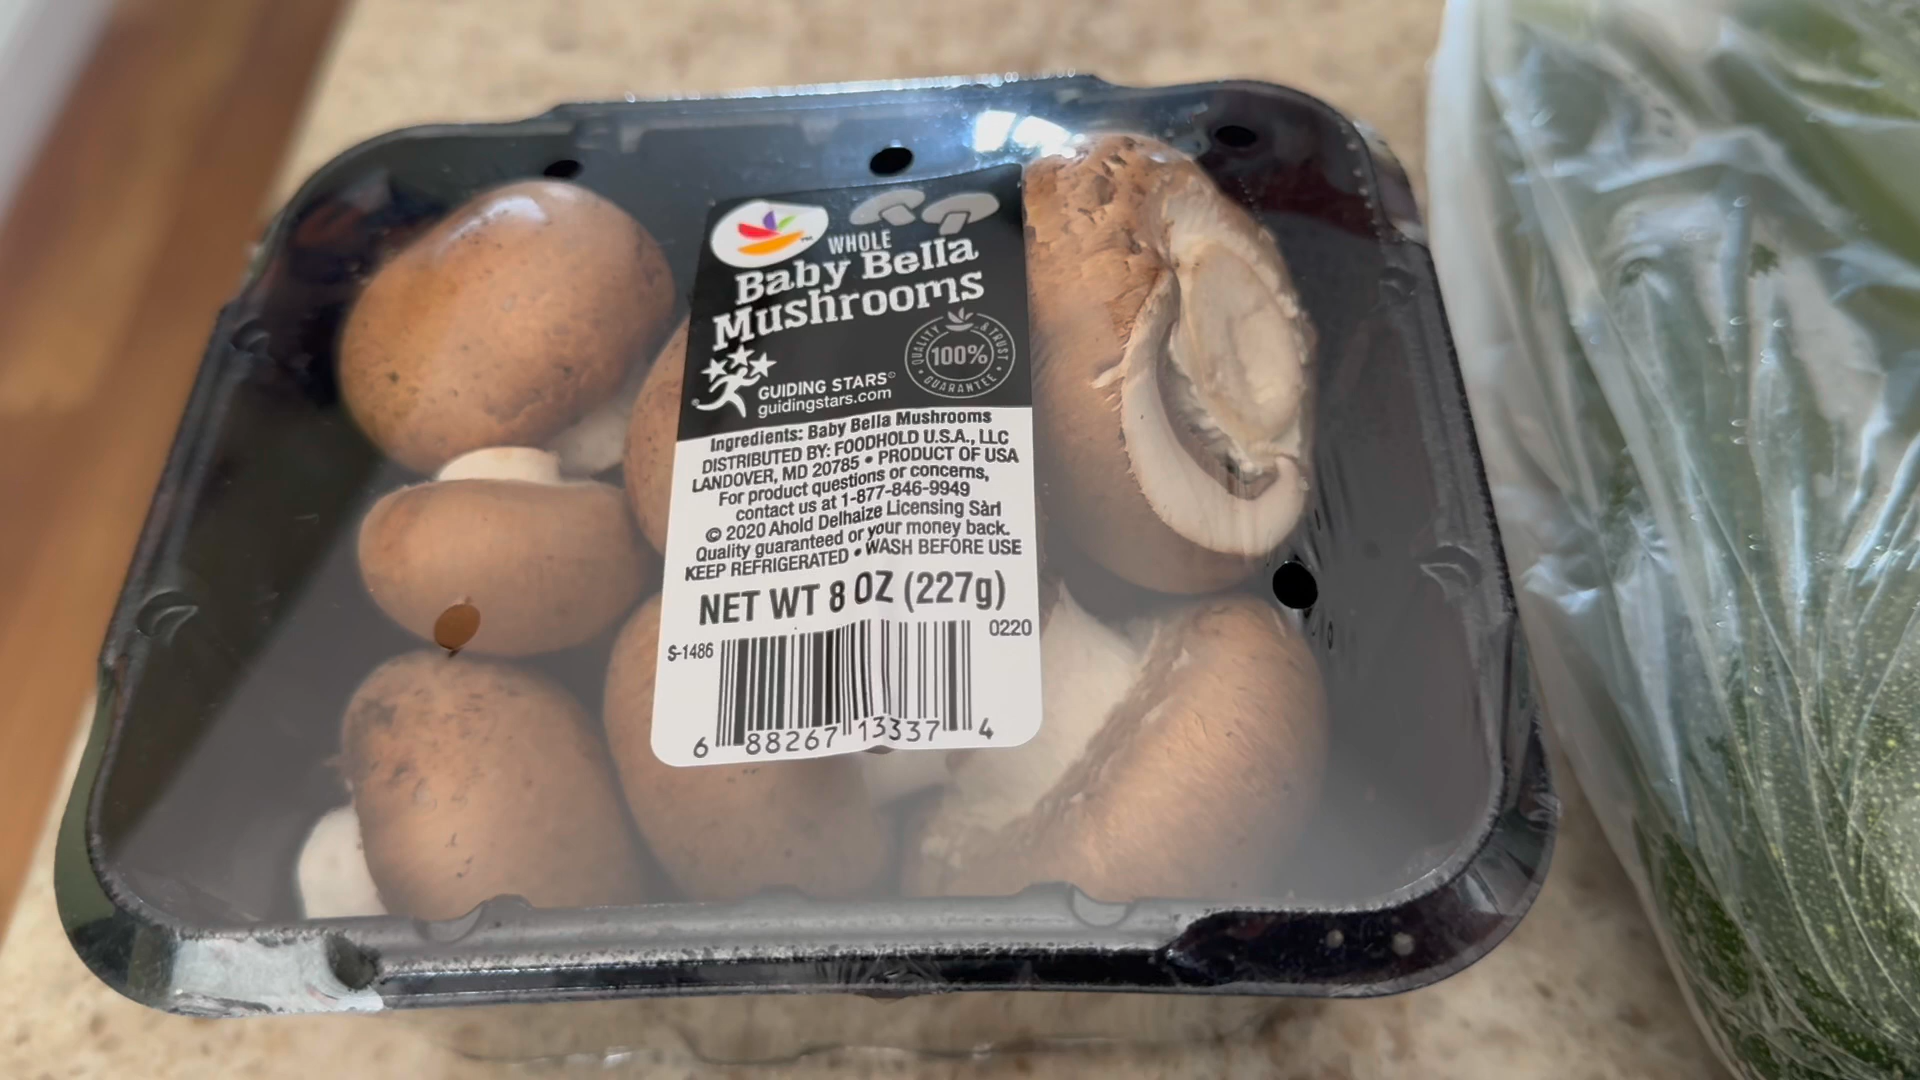 WHOLE
Baby Bella
Mushrooms
QUALITY & TRUST
100%
GUARANTEE
GUIDING STARS©
guidingstars.com
Ingredients: Baby Bella Mushrooms
DISTRIBUTED BY: FOODHOLD U.S.A., LLC
LANDOVER, MD 20785 • PRODUCT OF USA
For product questions or concerns,
contact us at 1-877-846-9949
© 2020 Ahold Delhaize Licensing Sàrl
Quality guaranteed or your money back.
KEEP REFRIGERATED • WASH BEFORE USE
NET WT 8 OZ (227g)
S-1486
0220
6 88267 13337 4